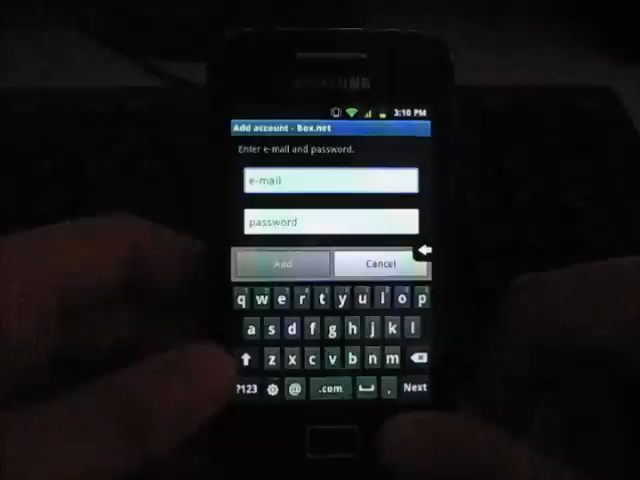 SAMSUNG
3:10 PM
Add account - Box.net
Enter e-mail and password.
e-mail
password
Add
Cancel
q w e r t y u i o p
a s d f g h j k l
z x c v b n m
?123 @ .com . Next